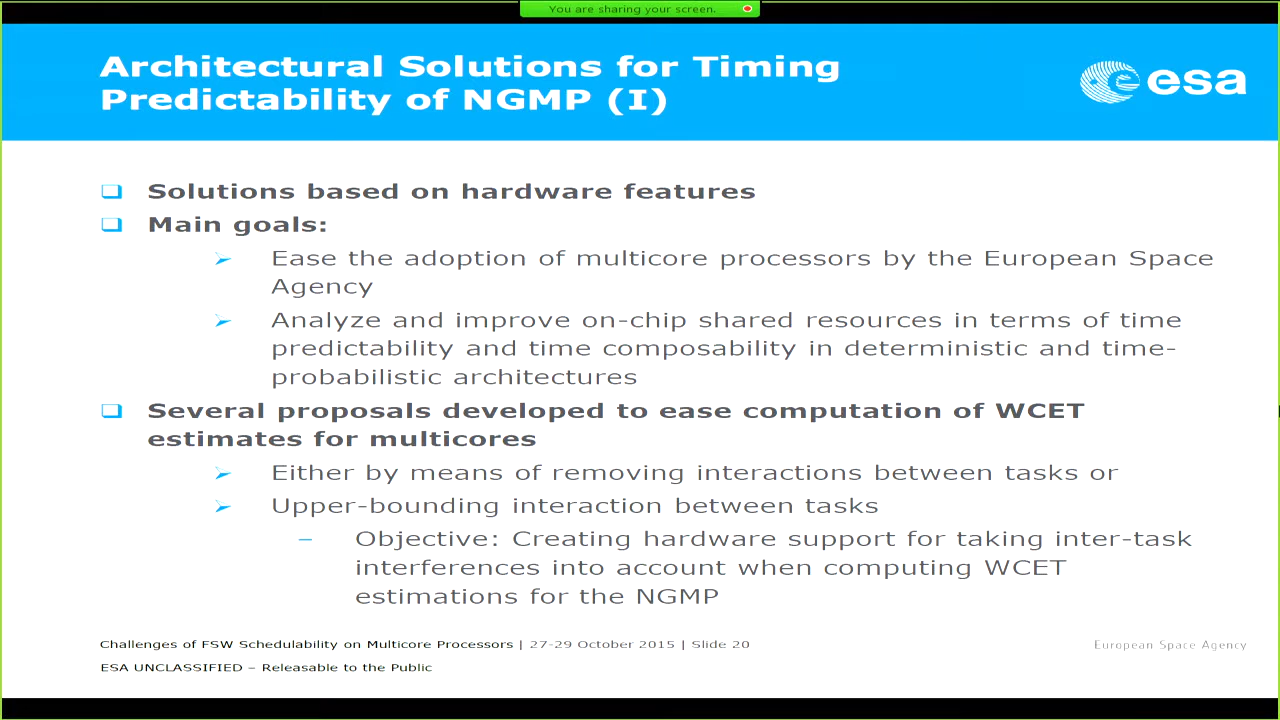 You are sharing your screen.
Architectural Solutions for Timing
Predictability of NGMP (I)
esa
Solutions based on hardware features
Main goals:
Ease the adoption of multicore processors by the European Space
Agency
Analyze and improve on-chip shared resources in terms of time
predictability and time composability in deterministic and time-
probabilistic architectures
Several proposals developed to ease computation of WCET
estimates for multicores
Either by means of removing interactions between tasks or
Upper-bounding interaction between tasks
– Objective: Creating hardware support for taking inter-task
interferences into account when computing WCET
estimations for the NGMP
Challenges of FSW Schedulability on Multicore Processors | 27-29 October 2015 | Slide 20
European Space Agency
ESA UNCLASSIFIED – Releasable to the Public